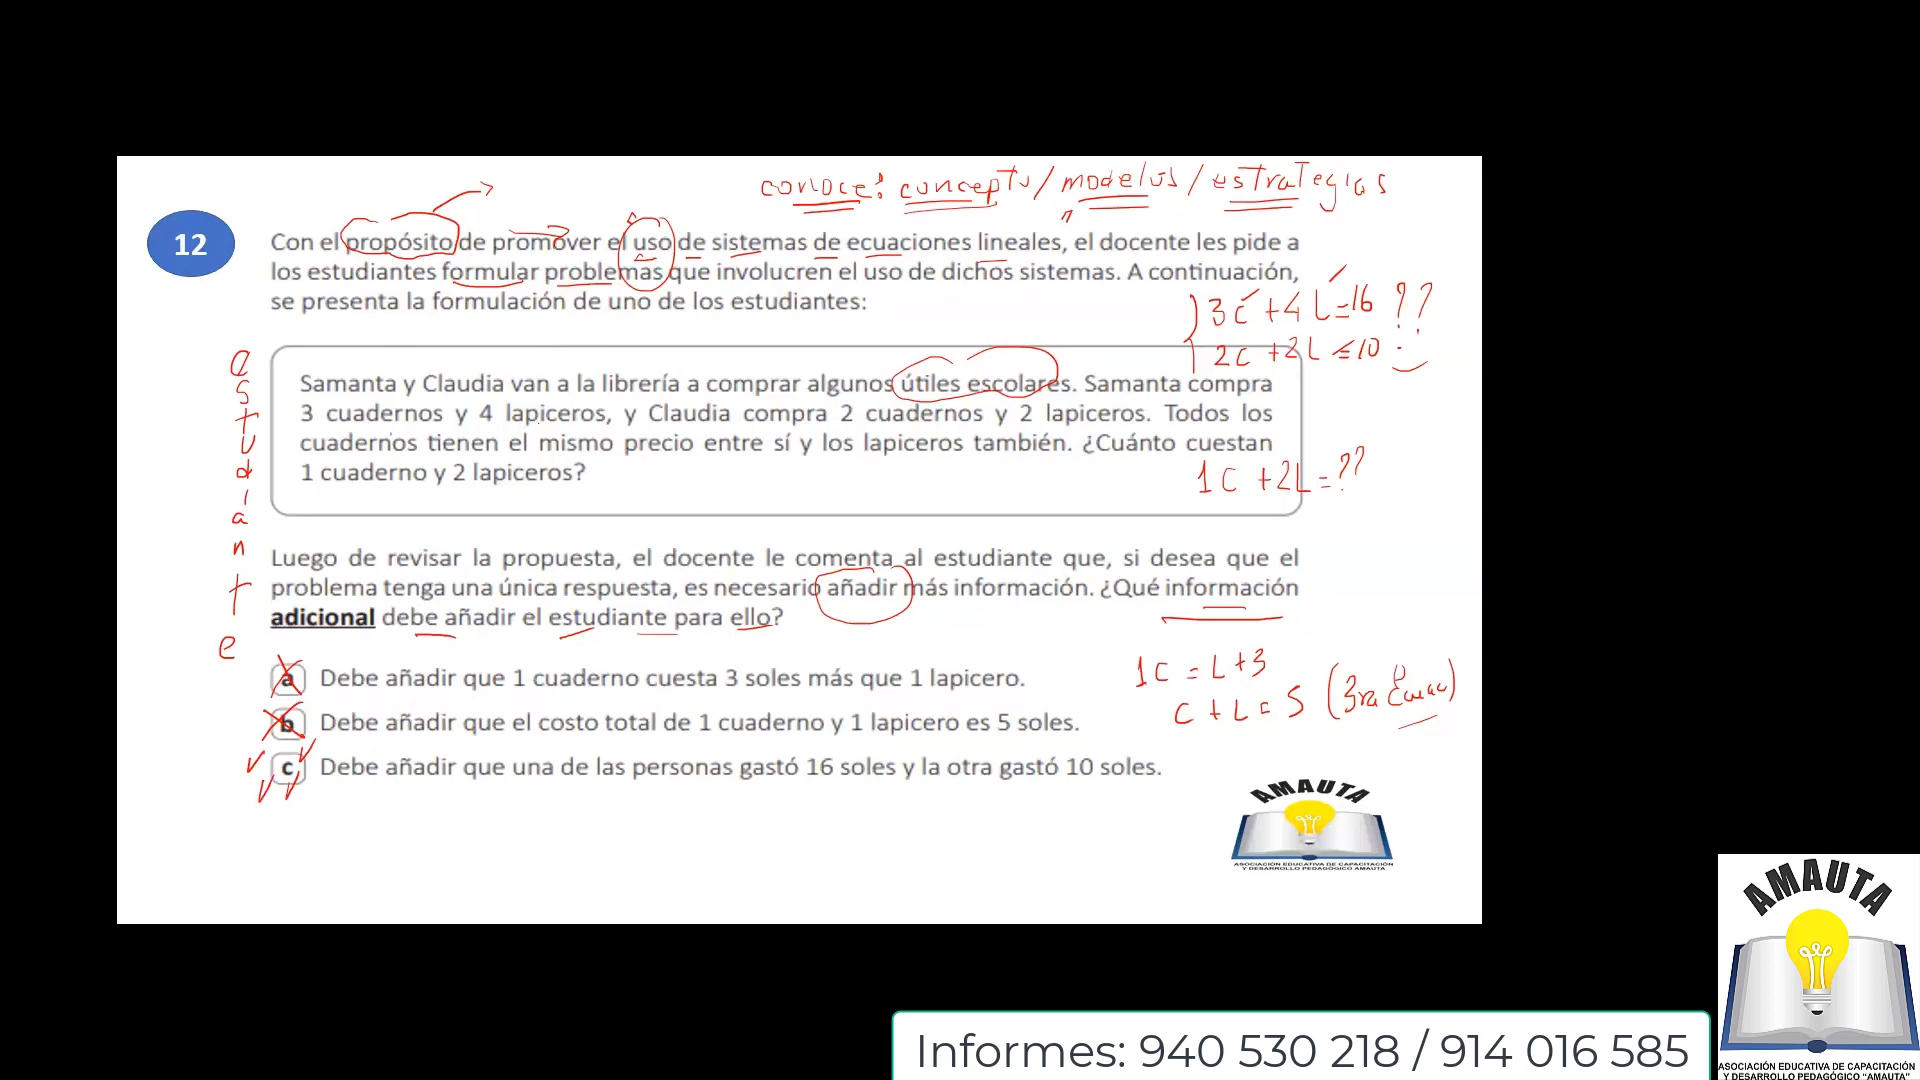 conoce: concepto / modelos / estrategias
12
Con el propósito de promover el uso de sistemas de ecuaciones lineales, el docente les pide a
los estudiantes formular problemas que involucren el uso de dichos sistemas. A continuación,
se presenta la formulación de uno de los estudiantes:
3C + 4L = 16 ??
2C + 2L = 10
estudiante
Samanta y Claudia van a la librería a comprar algunos útiles escolares. Samanta compra
3 cuadernos y 4 lapiceros, y Claudia compra 2 cuadernos y 2 lapiceros. Todos los
cuadernos tienen el mismo precio entre sí y los lapiceros también. ¿Cuánto cuestan
1 cuaderno y 2 lapiceros?
1C + 2L = ??
Luego de revisar la propuesta, el docente le comenta al estudiante que, si desea que el
problema tenga una única respuesta, es necesario añadir más información. ¿Qué información
adicional debe añadir el estudiante para ello?
a Debe añadir que 1 cuaderno cuesta 3 soles más que 1 lapicero.
1C = L + 3
b Debe añadir que el costo total de 1 cuaderno y 1 lapicero es 5 soles.
C + L = 5 (3ra
c Debe añadir que una de las personas gastó 16 soles y la otra gastó 10 soles.
AMAUTA
ASOCIACIÓN EDUCATIVA DE CAPACITACIÓN
Y DESARROLLO PEDAGÓGICO AMAUTA
AMAUTA
ASOCIACIÓN EDUCATIVA DE CAPACITACIÓN
Y DESARROLLO PEDAGÓGICO "AMAUTA"
Informes: 940 530 218 / 914 016 585